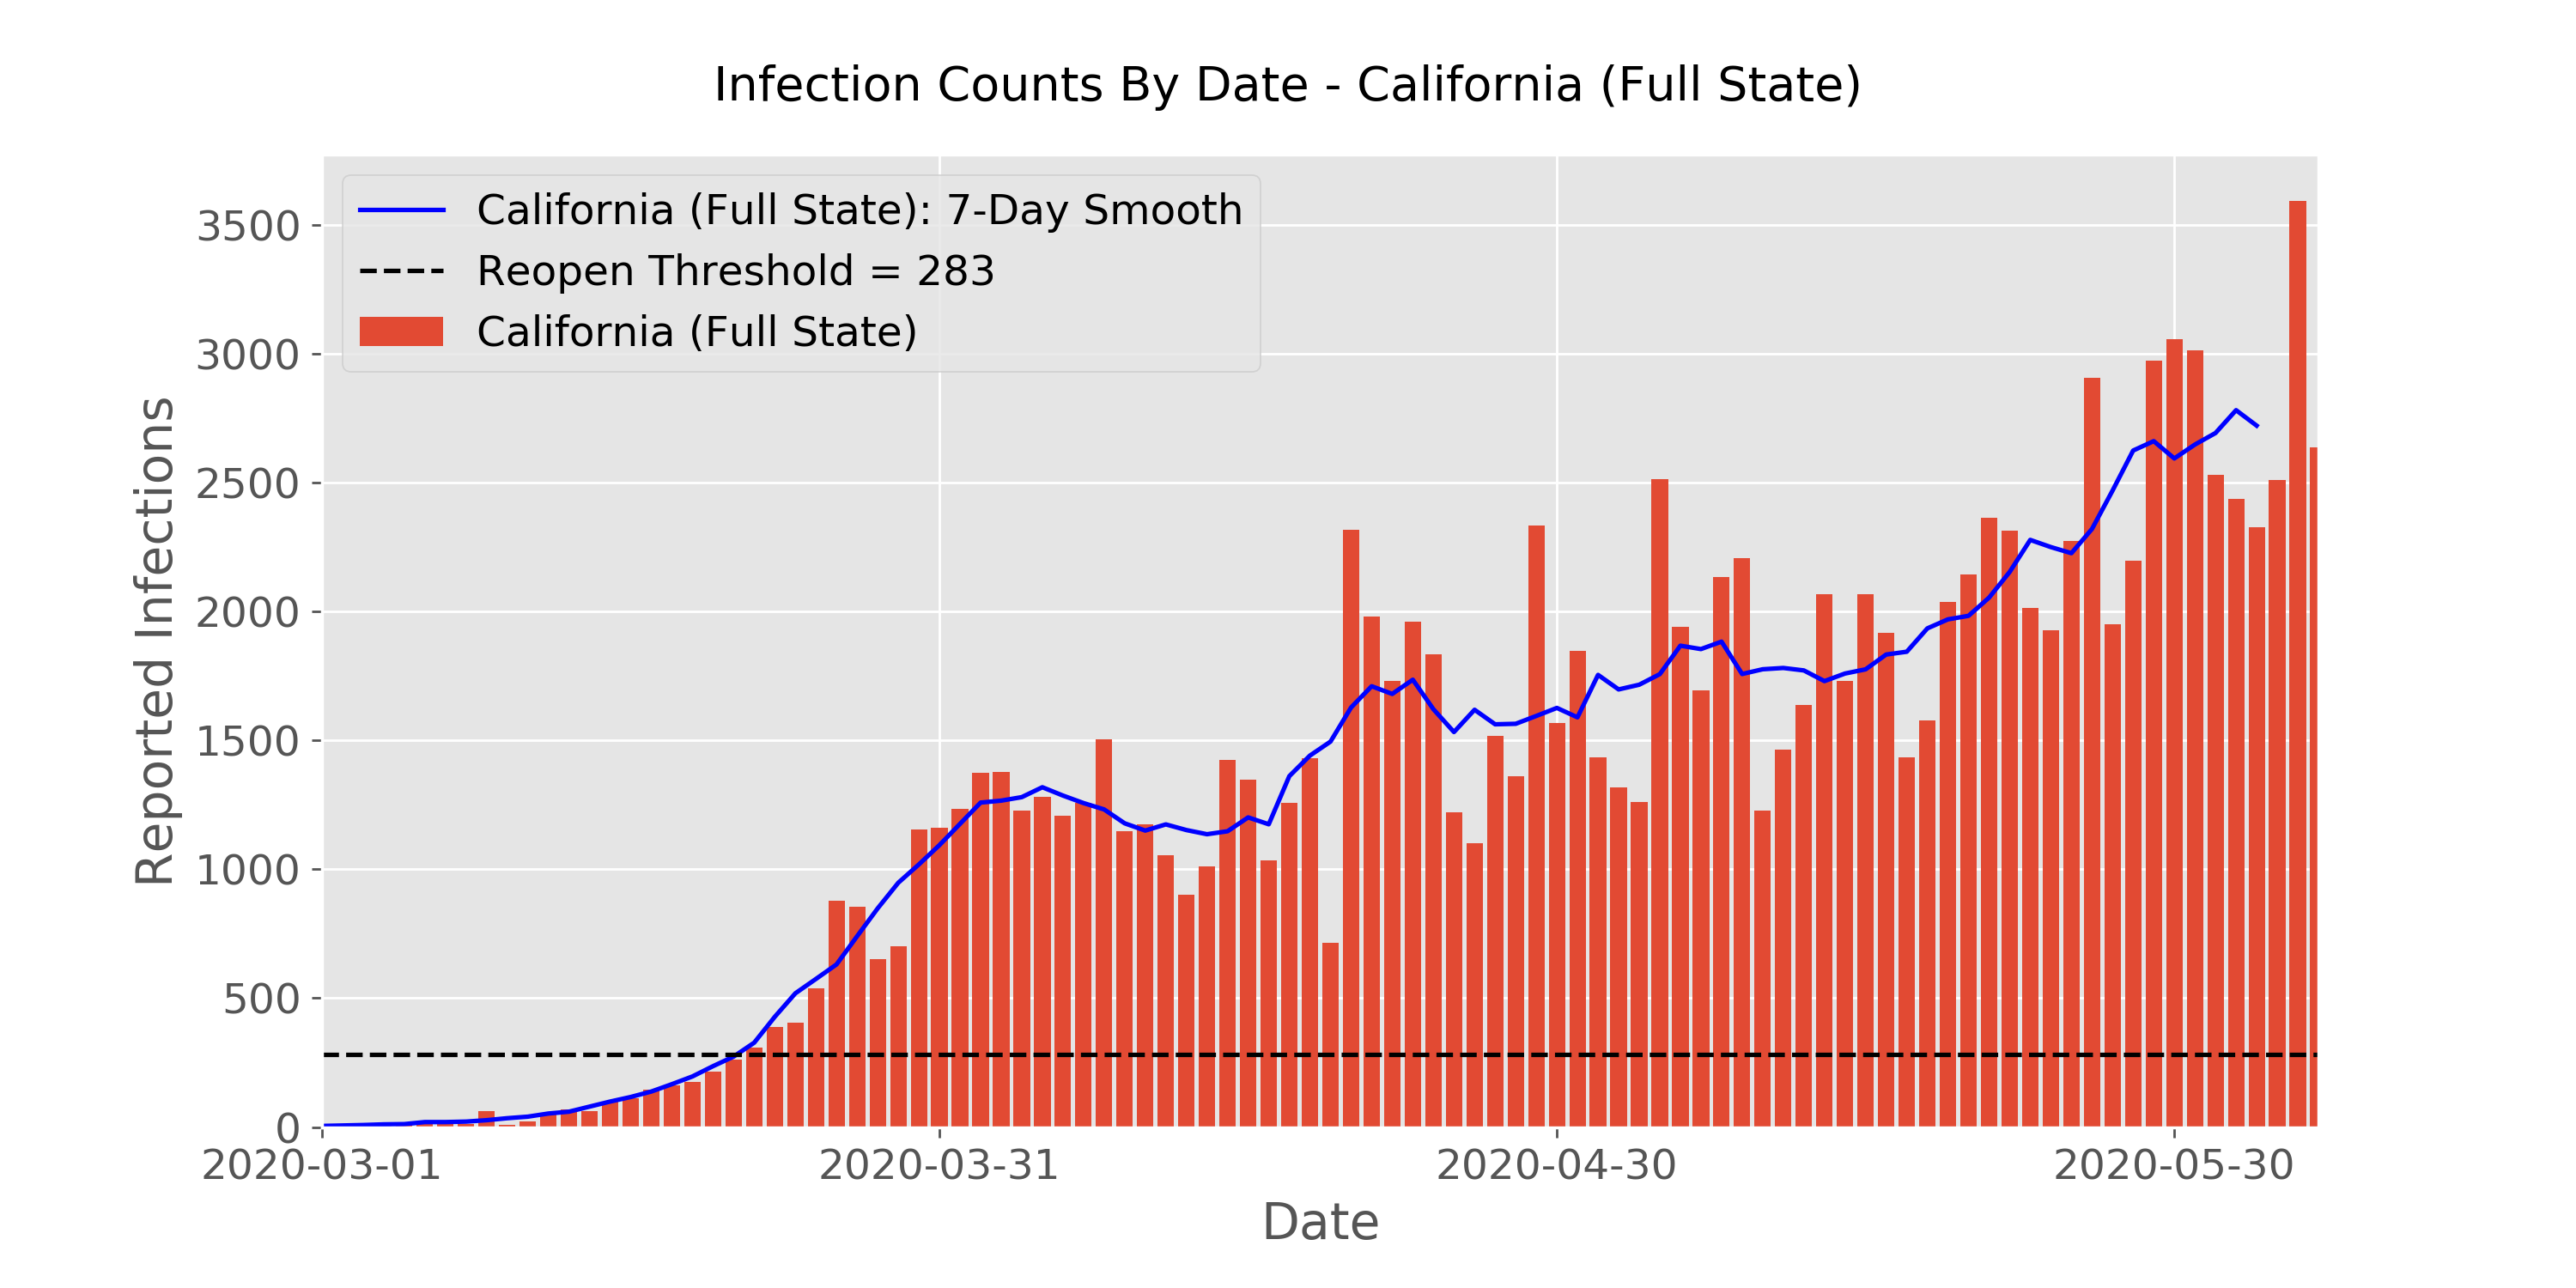 Infection Counts By Date - California (Full State)
California (Full State): 7-Day Smooth
Reopen Threshold = 283
California (Full State)
Reported Infections
3500
3000
2500
2000
1500
1000
500
0
2020-03-01
2020-03-31
2020-04-30
2020-05-30
Date